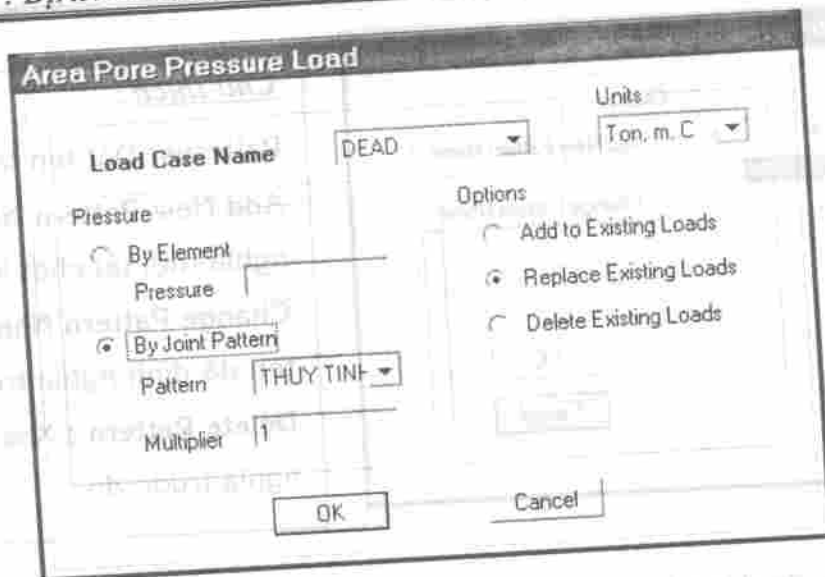 Area Pore Pressure Load
Units
Load Case Name DEAD Ton, m, C
Pressure
By Element
Pressure
By Joint Pattern
Pattern THUY TINH
Multiplier 1
Options
Add to Existing Loads
Replace Existing Loads
Delete Existing Loads
OK Cancel